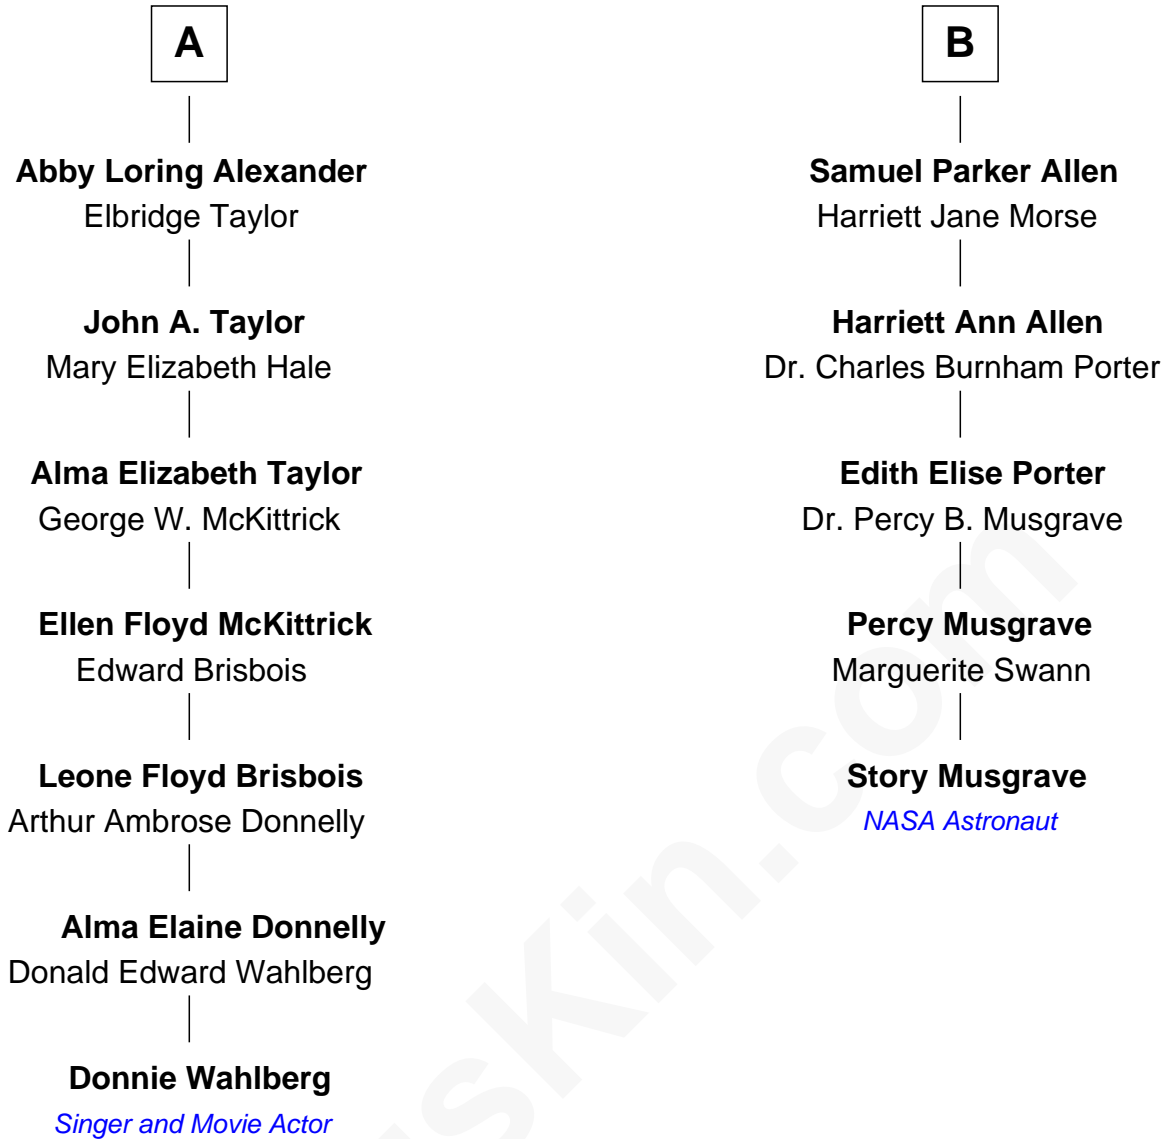 A
Abby Loring Alexander
Elbridge Taylor
John A. Taylor
Mary Elizabeth Hale
Alma Elizabeth Taylor
George W. McKittrick
Ellen Floyd McKittrick
Edward Brisbois
Leone Floyd Brisbois
Arthur Ambrose Donnelly
Alma Elaine Donnelly
Donald Edward Wahlberg
Donnie Wahlberg
Singer and Movie Actor
B
Samuel Parker Allen
Harriett Jane Morse
Harriett Ann Allen
Dr. Charles Burnham Porter
Edith Elise Porter
Dr. Percy B. Musgrave
Percy Musgrave
Marguerite Swann
Story Musgrave
NASA Astronaut
usKin.com